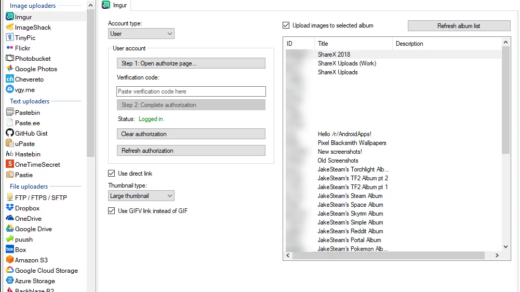 Image uploaders
Imgur
ImageShack
TinyPic
Flickr
Photobucket
Google Photos
Chevereto
vgy.me
Text uploaders
Pastebin
Paste.ee
GitHub Gist
uPaste
Hastebin
OneTimeSecret
Pastie
File uploaders
FTP / FTPS / SFTP
Dropbox
OneDrive
Google Drive
puush
Box
Amazon S3
Google Cloud Storage
Azure Storage
Backblaze B2
Imgur
Account type:
User
User account
Step 1: Open authorize page...
Verification code:
Paste verification code here
Step 2: Complete authorization
Status: Logged in.
Clear authorization
Refresh authorization
Use direct link
Thumbnail type:
Large thumbnail
Use GIFV link instead of GIF
Upload images to selected album
Refresh album list
ID Title Description
ShareX 2018
ShareX Uploads (Work)
ShareX Uploads
Hello /r/AndroidApps!
Pixel Blacksmith Wallpapers
New screenshots!
Old Screenshots
JakeSteam's Torchlight Alb...
JakeSteam's TF2 Album pt 2
JakeSteam's TF2 Album pt 1
JakeSteam's Steam Album
JakeSteam's Space Album
JakeSteam's Skyrim Album
JakeSteam's Simple Album
JakeSteam's Reddit Album
JakeSteam's Portal Album
JakeSteam's Pokemon Alb...